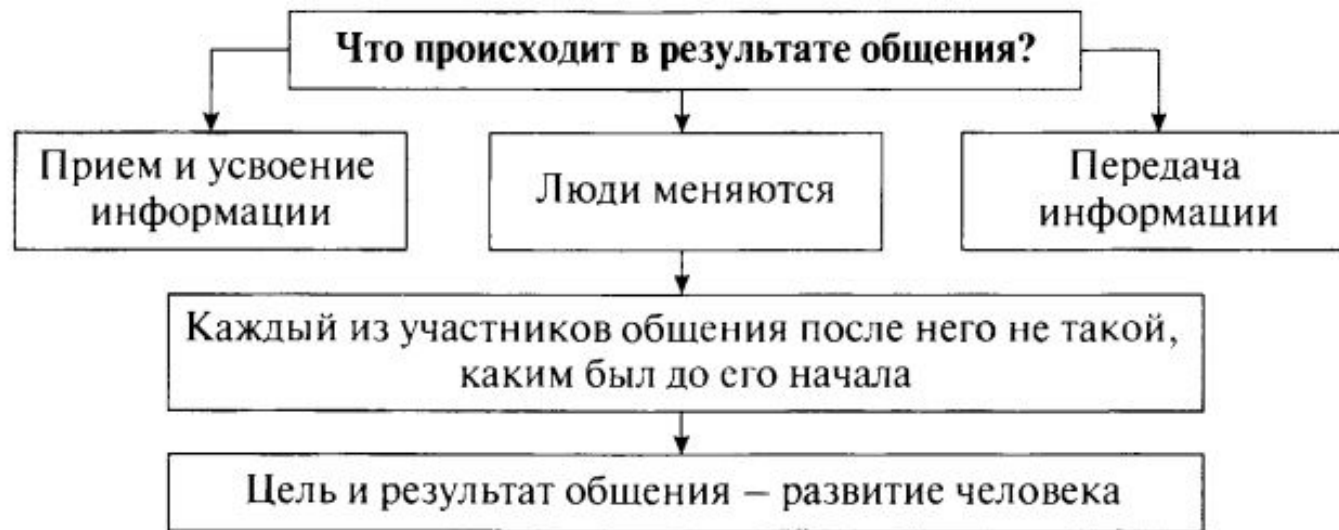 Что происходит в результате общения?
Прием и усвоение
информации
Люди меняются
Передача
информации
Каждый из участников общения после него не такой,
каким был до его начала
Цель и результат общения – развитие человека